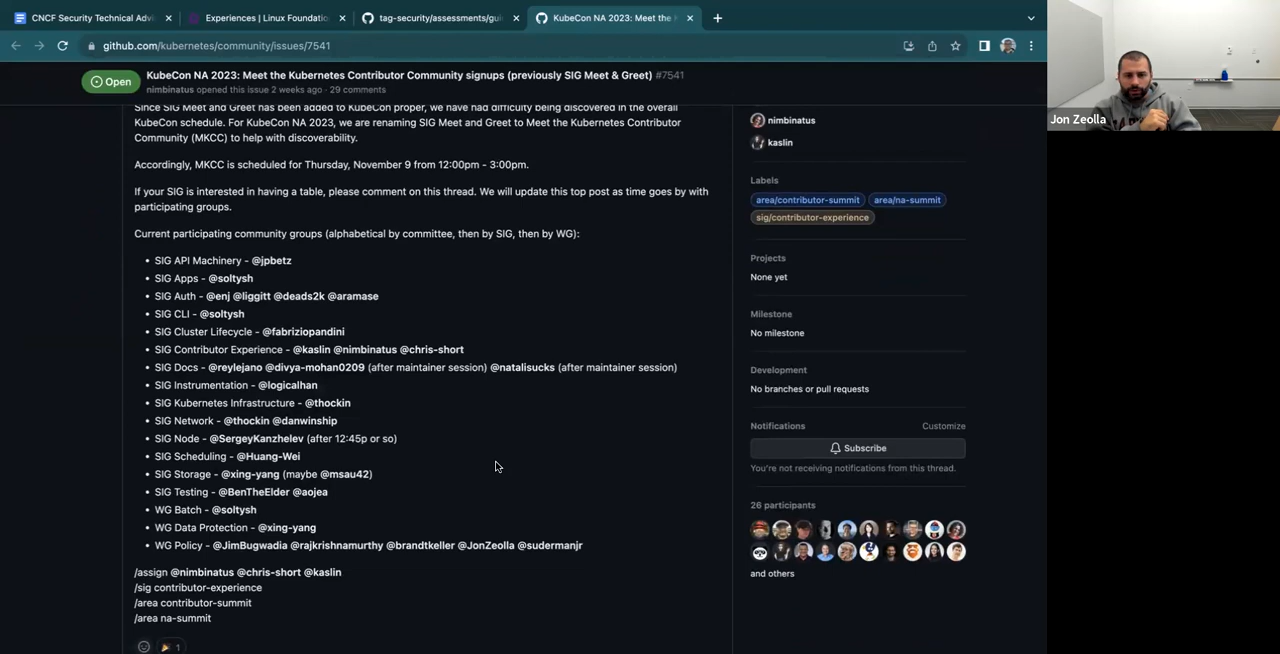 CNCF Security Technical Advi
Experiences | Linux Foundatio
tag-security/assessments/gui
KubeCon NA 2023: Meet the K
github.com/kubernetes/community/issues/7541
Open
KubeCon NA 2023: Meet the Kubernetes Contributor Community signups (previously SIG Meet & Greet) #7541
nimbinatus opened this issue 2 weeks ago · 29 comments
Since SIG Meet and Greet has been added to KubeCon proper, we have had difficulty being discovered in the overall
KubeCon schedule. For KubeCon NA 2023, we are renaming SIG Meet and Greet to Meet the Kubernetes Contributor
Community (MKCC) to help with discoverability.
Accordingly, MKCC is scheduled for Thursday, November 9 from 12:00pm - 3:00pm.
If your SIG is interested in having a table, please comment on this thread. We will update this top post as time goes by with
participating groups.
Current participating community groups (alphabetical by committee, then by SIG, then by WG):
• SIG API Machinery - @jpbetz
• SIG Apps - @soltysh
• SIG Auth - @enj @liggitt @deads2k @aramase
• SIG CLI - @soltysh
• SIG Cluster Lifecycle - @fabriziopandini
• SIG Contributor Experience - @kaslin @nimbinatus @chris-short
• SIG Docs - @reylejano @divya-mohan0209 (after maintainer session) @natalisucks (after maintainer session)
• SIG Instrumentation - @logicalhan
• SIG Kubernetes Infrastructure - @thockin
• SIG Network - @thockin @danwinship
• SIG Node - @SergeyKanzhelev (after 12:45p or so)
• SIG Scheduling - @Huang-Wei
• SIG Storage - @xing-yang (maybe @msau42)
• SIG Testing - @BenTheElder @aojea
• WG Batch - @soltysh
• WG Data Protection - @xing-yang
• WG Policy - @JimBugwadia @rajkrishnamurthy @brandtkeller @JonZeolla @sudermanjr
/assign @nimbinatus @chris-short @kaslin
/sig contributor-experience
/area contributor-summit
/area na-summit
1
nimbinatus
kaslin
Labels
area/contributor-summit
area/na-summit
sig/contributor-experience
Projects
None yet
Milestone
No milestone
Development
No branches or pull requests
Notifications
Customize
Subscribe
You're not receiving notifications from this thread.
26 participants
and others
Jon Zeolla